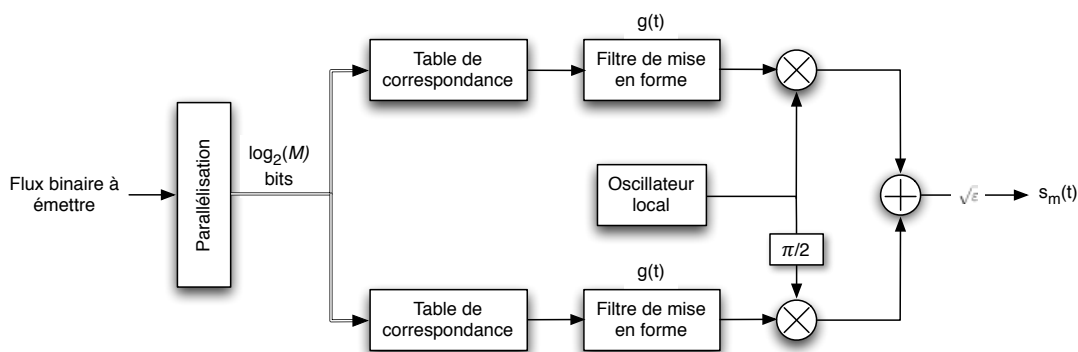 g(t)
Table de
correspondance
Filtre de mise
en forme
Parallélisation
log₂(M)
bits
Flux binaire à
émettre
Oscillateur
local
√ε
sₘ(t)
π/2
g(t)
Table de
correspondance
Filtre de mise
en forme